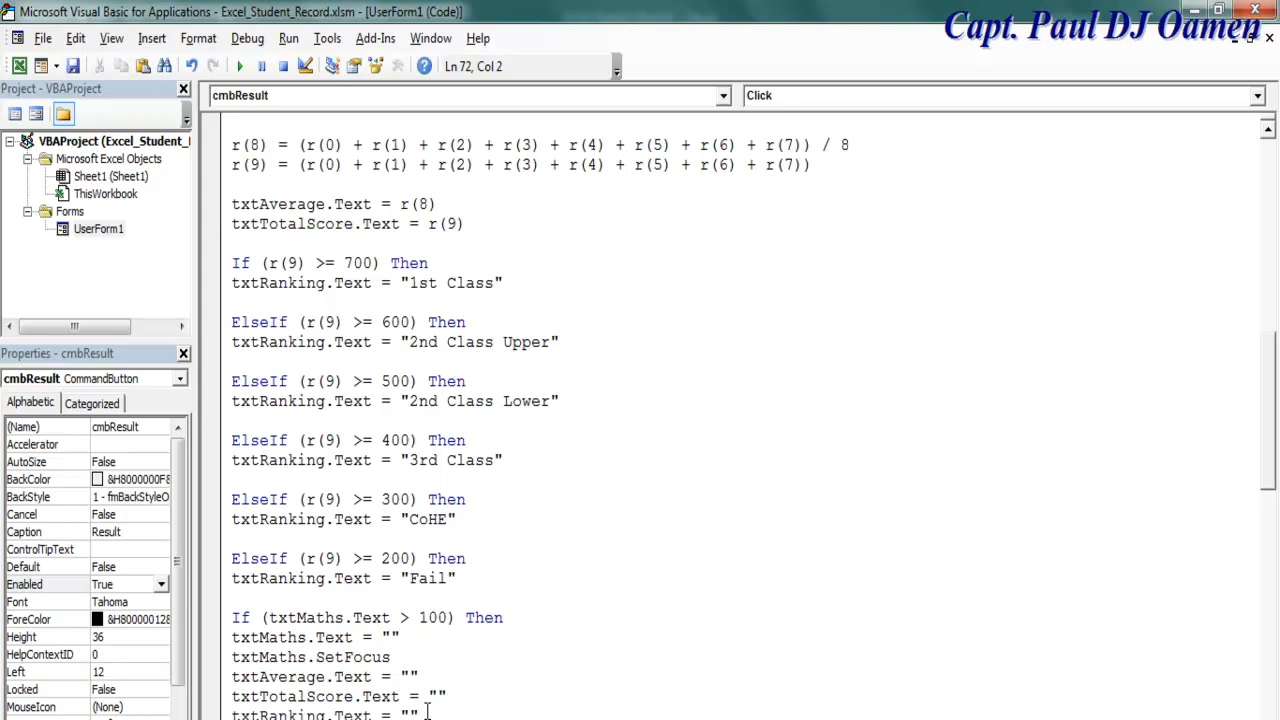 Microsoft Visual Basic for Applications - Excel_Student_Record.xlsm - [UserForm1 (Code)]
Capt. Paul DJ Oamen
File Edit View Insert Format Debug Run Tools Add-Ins Window Help
Ln 72, Col 2
Project - VBAProject
cmbResult
Click
VBAProject (Excel_Student_
Microsoft Excel Objects
Sheet1 (Sheet1)
ThisWorkbook
Forms
UserForm1
Properties - cmbResult
cmbResult CommandButton
Alphabetic Categorized
(Name) cmbResult
Accelerator
AutoSize False
BackColor &H8000000F&
BackStyle 1 - fmBackStyleO
Cancel False
Caption Result
ControlTipText
Default False
Enabled True
Font Tahoma
ForeColor &H800000128
Height 36
HelpContextID 0
Left 12
Locked False
MouseIcon (None)
r(8) = (r(0) + r(1) + r(2) + r(3) + r(4) + r(5) + r(6) + r(7)) / 8
r(9) = (r(0) + r(1) + r(2) + r(3) + r(4) + r(5) + r(6) + r(7))
txtAverage.Text = r(8)
txtTotalScore.Text = r(9)
If (r(9) >= 700) Then
txtRanking.Text = "1st Class"
ElseIf (r(9) >= 600) Then
txtRanking.Text = "2nd Class Upper"
ElseIf (r(9) >= 500) Then
txtRanking.Text = "2nd Class Lower"
ElseIf (r(9) >= 400) Then
txtRanking.Text = "3rd Class"
ElseIf (r(9) >= 300) Then
txtRanking.Text = "CoHE"
ElseIf (r(9) >= 200) Then
txtRanking.Text = "Fail"
If (txtMaths.Text > 100) Then
txtMaths.Text = ""
txtMaths.SetFocus
txtAverage.Text = ""
txtTotalScore.Text = ""
txtRanking.Text = ""